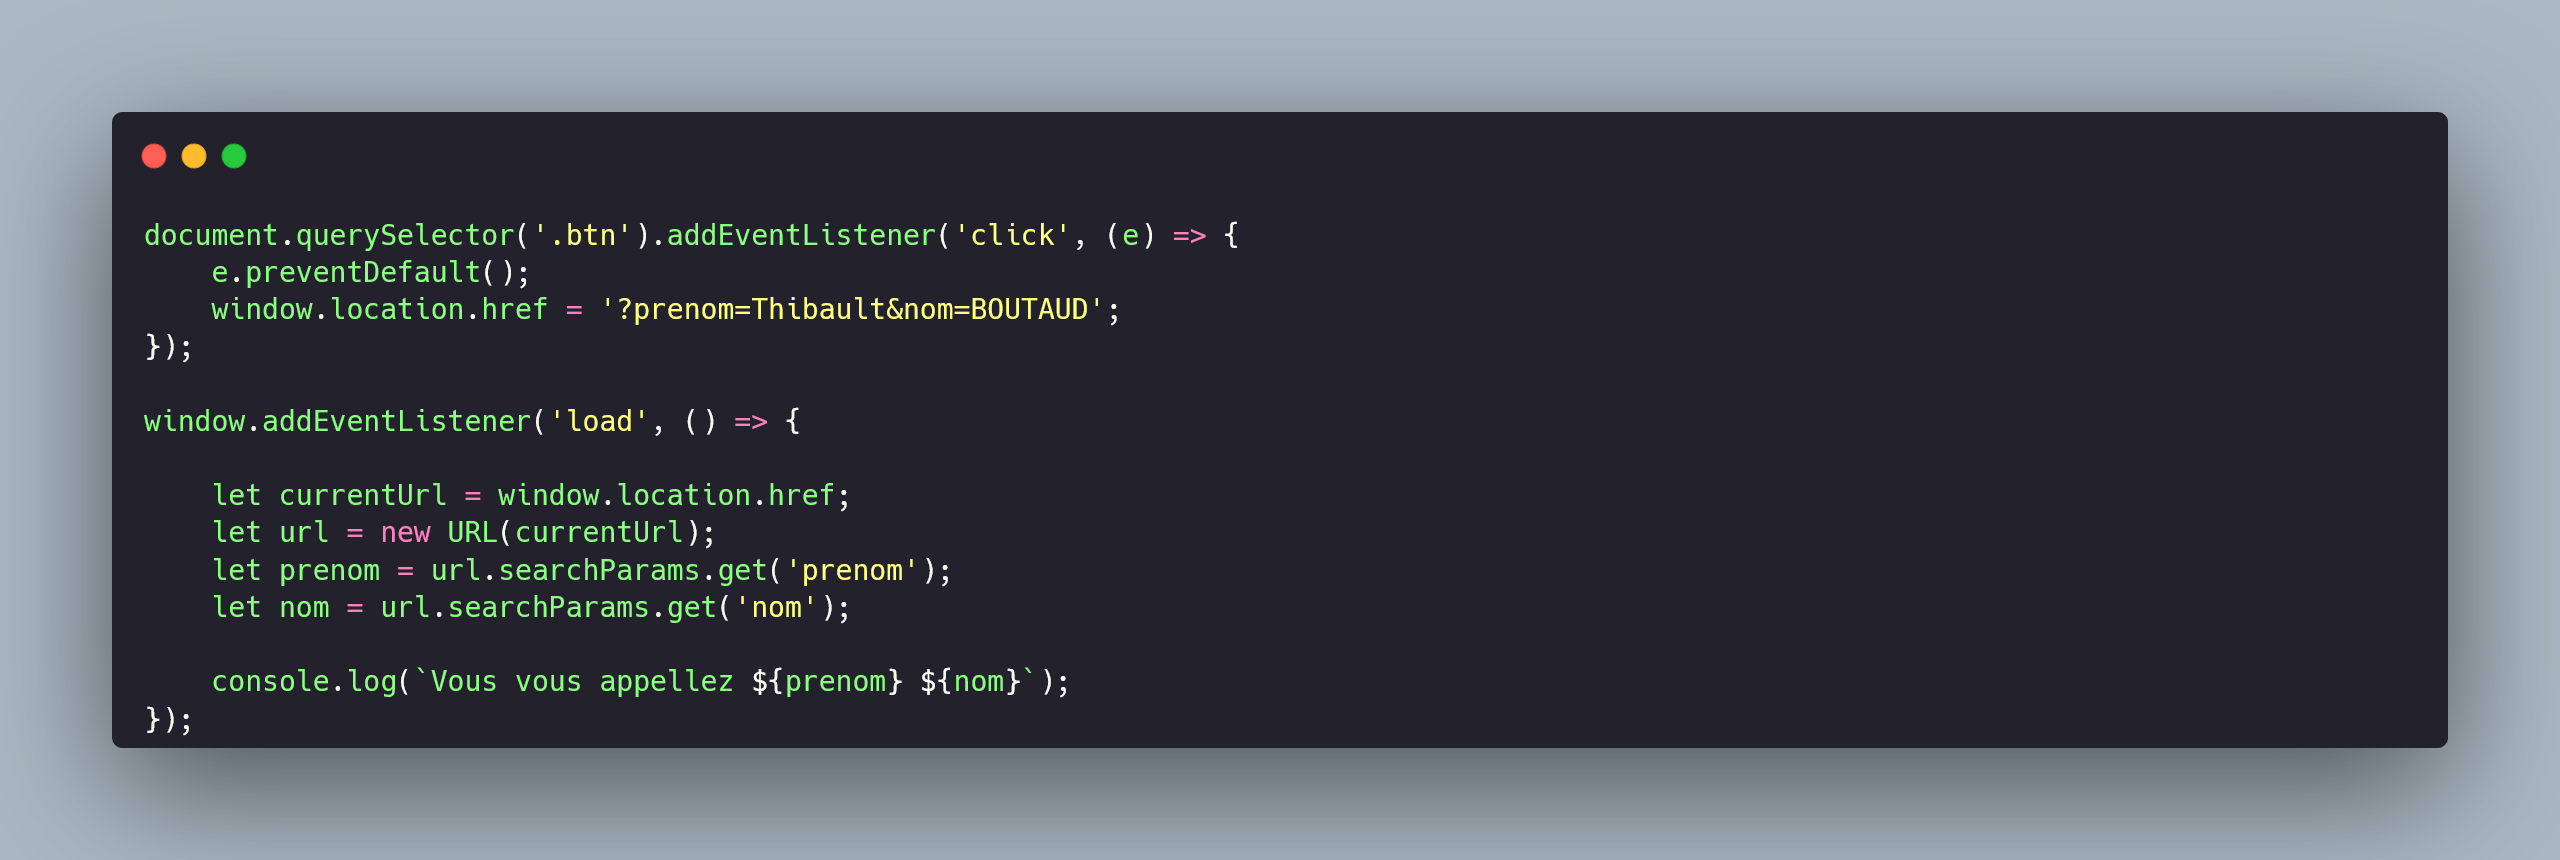 document.querySelector('.btn').addEventListener('click', (e) => {
    e.preventDefault();
    window.location.href = '?prenom=Thibault&nom=BOUTAUD';
});

window.addEventListener('load', () => {

    let currentUrl = window.location.href;
    let url = new URL(currentUrl);
    let prenom = url.searchParams.get('prenom');
    let nom = url.searchParams.get('nom');

    console.log(`Vous vous appellez ${prenom} ${nom}`);
});